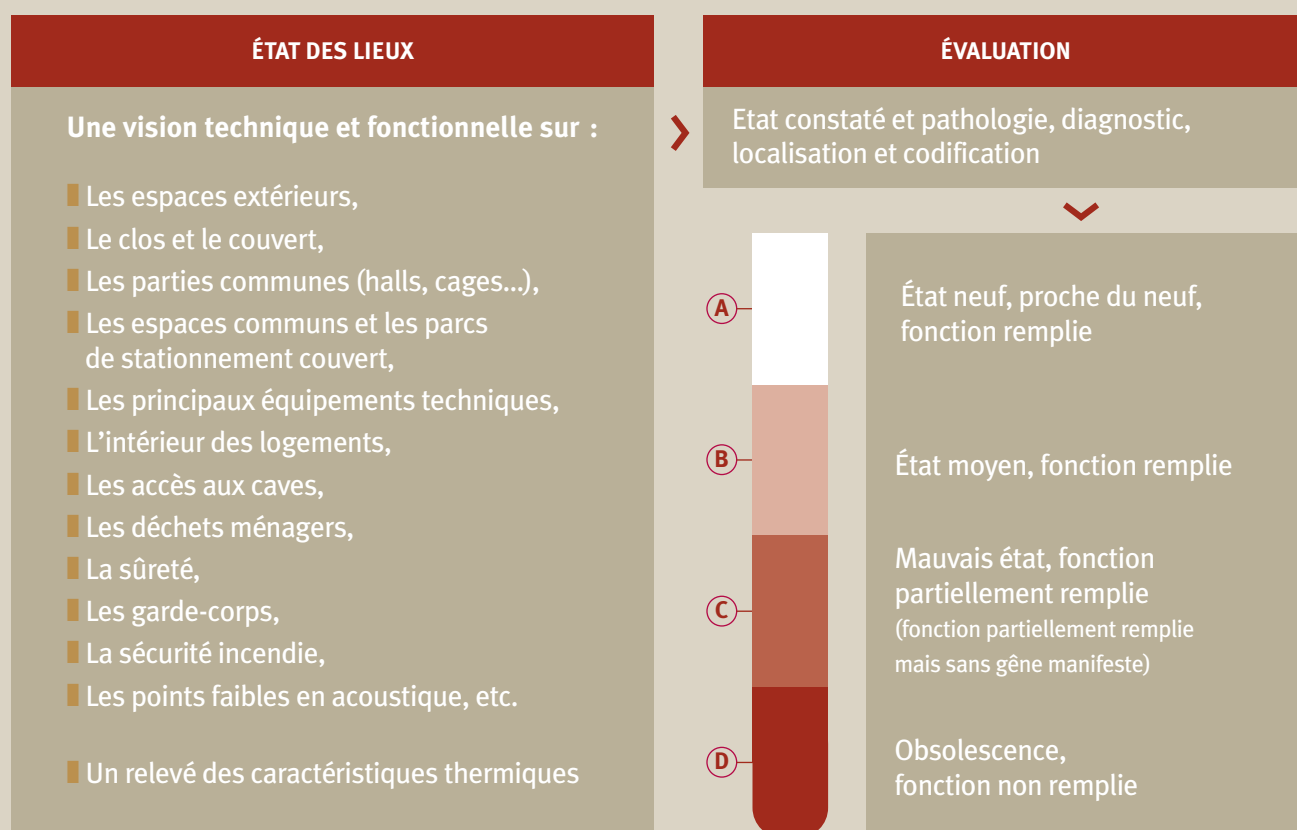 ÉTAT DES LIEUX
Une vision technique et fonctionnelle sur :
Les espaces extérieurs,
Le clos et le couvert,
Les parties communes (halls, cages...),
Les espaces communs et les parcs
de stationnement couvert,
Les principaux équipements techniques,
L’intérieur des logements,
Les accès aux caves,
Les déchets ménagers,
La sûreté,
Les garde-corps,
La sécurité incendie,
Les points faibles en acoustique, etc.
Un relevé des caractéristiques thermiques
ÉVALUATION
Etat constaté et pathologie, diagnostic,
localisation et codification
A
État neuf, proche du neuf,
fonction remplie
B
État moyen, fonction remplie
C
Mauvais état, fonction
partiellement remplie
(fonction partiellement remplie
mais sans gêne manifeste)
D
Obsolescence,
fonction non remplie